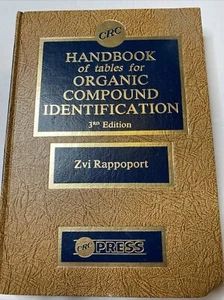 CRC
HANDBOOK
of tables for
ORGANIC
COMPOUND
IDENTIFICATION
3RD Edition
Zvi Rappoport
CRC PRESS